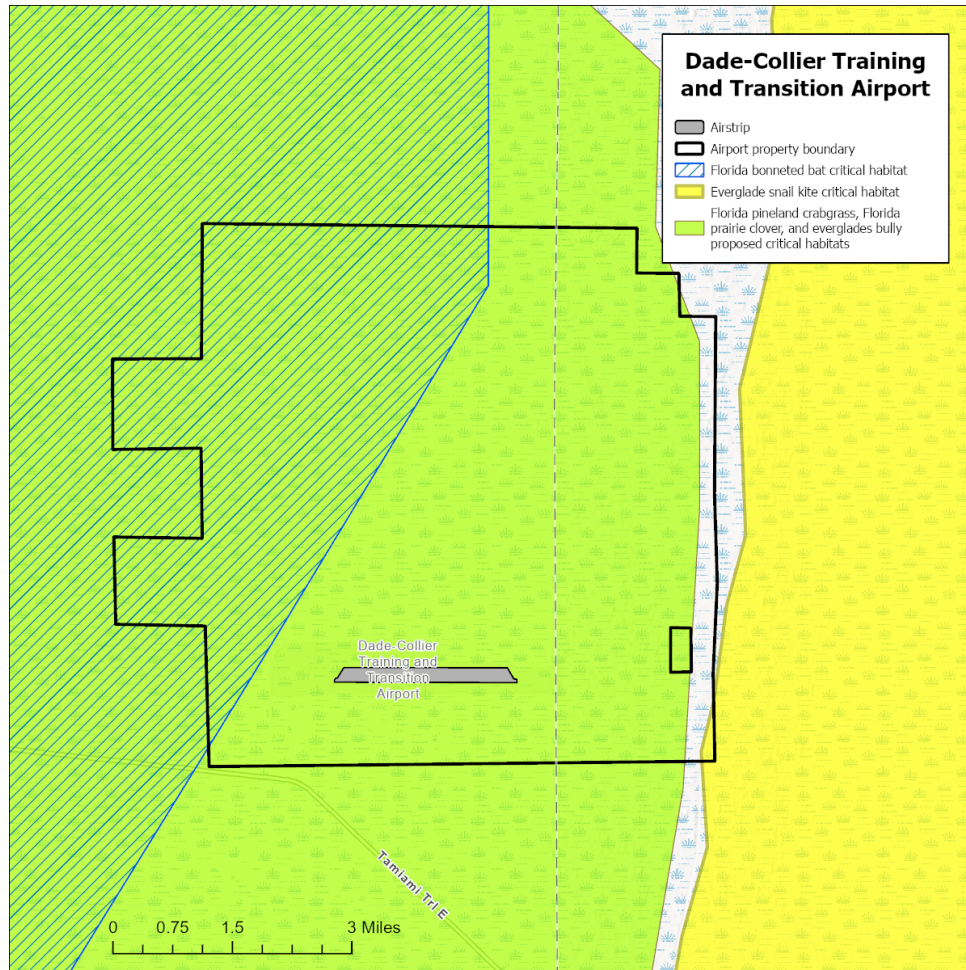 Dade-Collier Training
and Transition Airport
Airstrip
Airport property boundary
Florida bonneted bat critical habitat
Everglade snail kite critical habitat
Florida pineland crabgrass, Florida
prairie clover, and everglades bully
proposed critical habitats
Dade-Collier
Training and
Transition
Airport
Tamiami Trl E
0 0.75 1.5 3 Miles